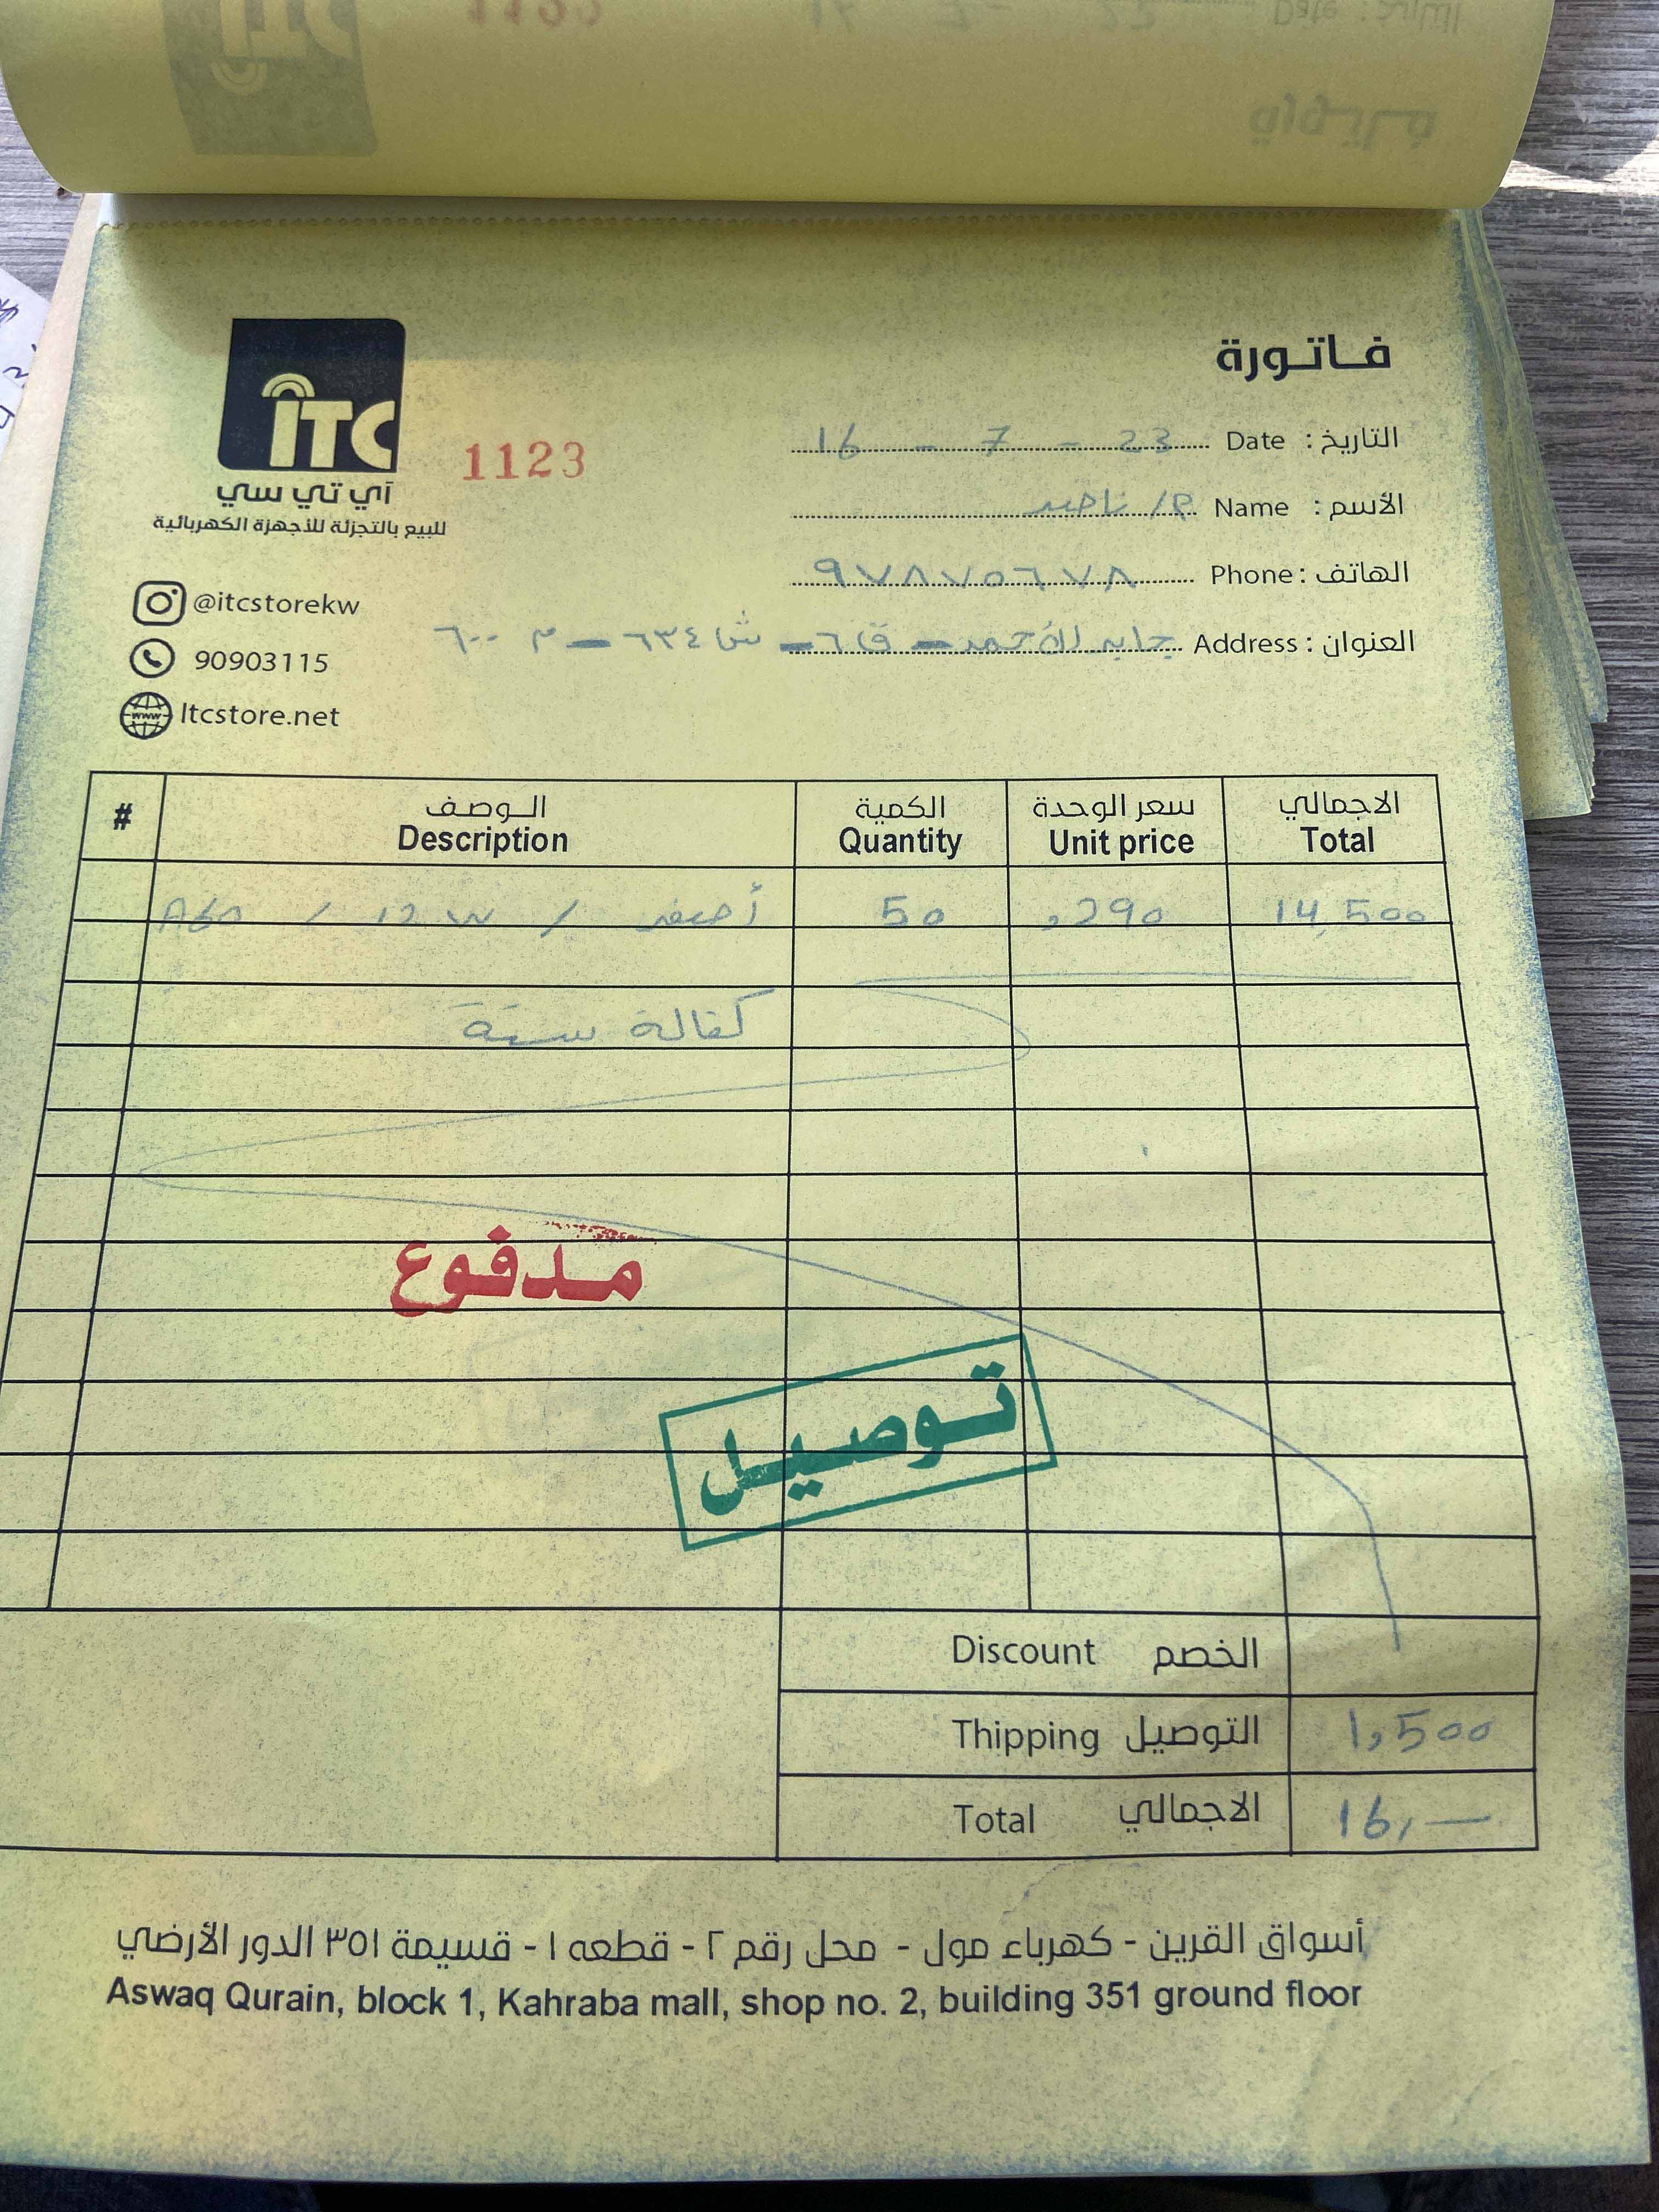 فاتورة
ITC
آي تي سي
للبيع بالتجزئة للأجهزة الكهربائية
1123
التاريخ : Date 16 - 7 - 23
الأسم : Name م/ ناصر
الهاتف : Phone ٩٧٨٧٥٦٧٨
العنوان : Address جابر الأحمد - ق ٦ - ش ٦٣٤ - م ٦٠٠
@itcstorekw
90903115
www
Itcstore.net
# الوصف الكمية سعر الوحدة الاجمالي
Description Quantity Unit price Total
A60 / 12 W / أصفر 50 ,290 14,500
كفالة سنة
مدفوع
توصيل
Discount الخصم
Thipping التوصيل 1,500
Total الاجمالي 16,—
أسواق القرين - كهرباء مول - محل رقم ٢ - قطعه ١ - قسيمة ٣٥١ الدور الأرضي
Aswaq Qurain, block 1, Kahraba mall, shop no. 2, building 351 ground floor